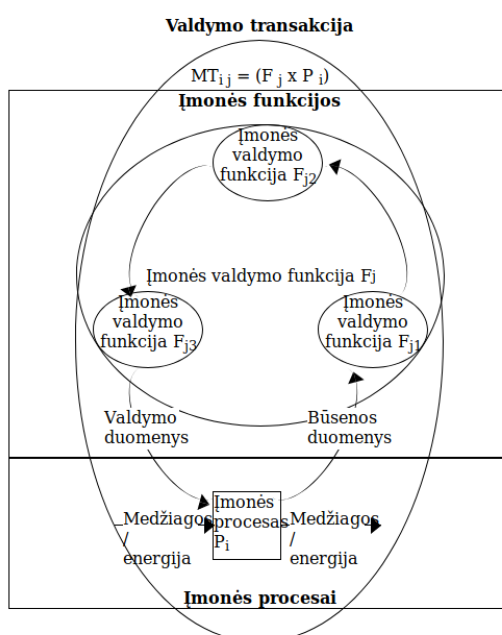 Valdymo transakcija
MTi j = (F j x P i)
Įmonės funkcijos
Įmonės
valdymo
funkcija Fj2
Įmonės valdymo funkcija Fj
Įmonės
valdymo
funkcija Fj3
Įmonės
valdymo
funkcija Fj1
Valdymo
duomenys
Būsenos
duomenys
Medžiagos
/
energija
Įmonės
procesas
Pi
Medžiagos
/
energija
Įmonės procesai